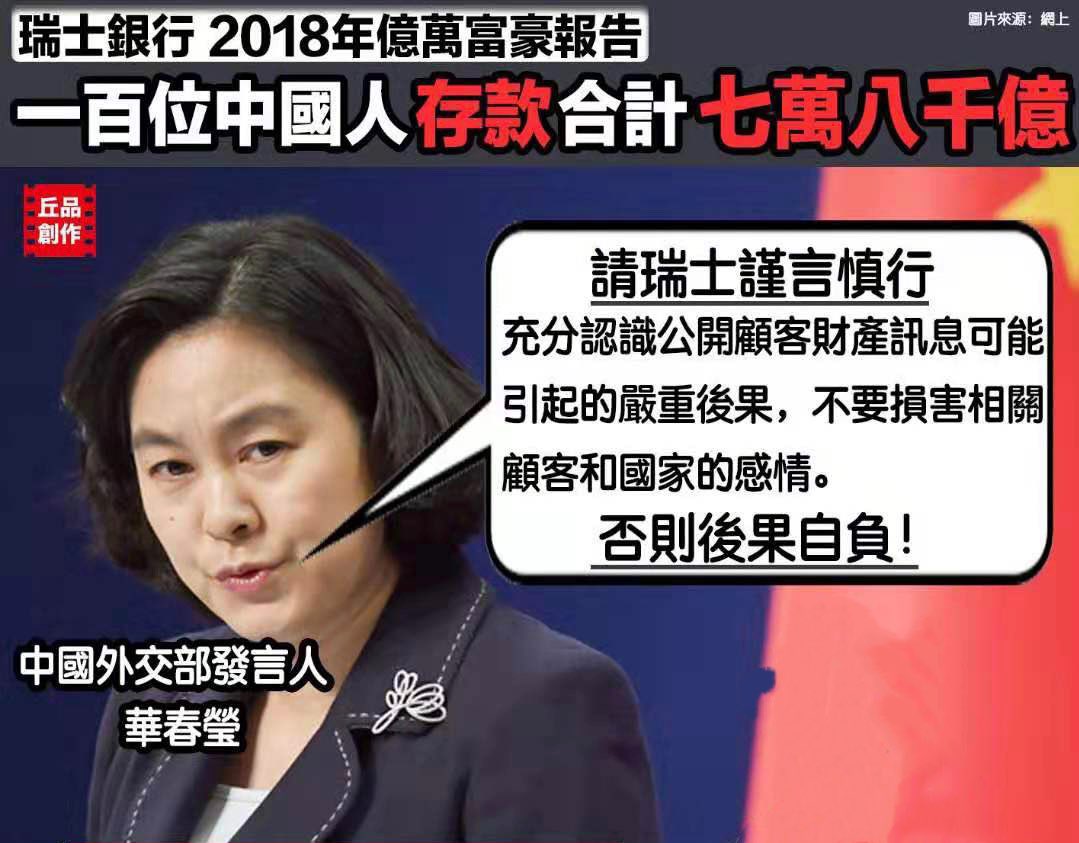 瑞士銀行 2018年億萬富豪報告
圖片來源：網上
一百位中國人存款合計七萬八千億
丘品
創作
請瑞士謹言慎行
充分認識公開顧客財產訊息可能
引起的嚴重後果，不要損害相關
顧客和國家的感情。
否則後果自負！
中國外交部發言人
華春瑩